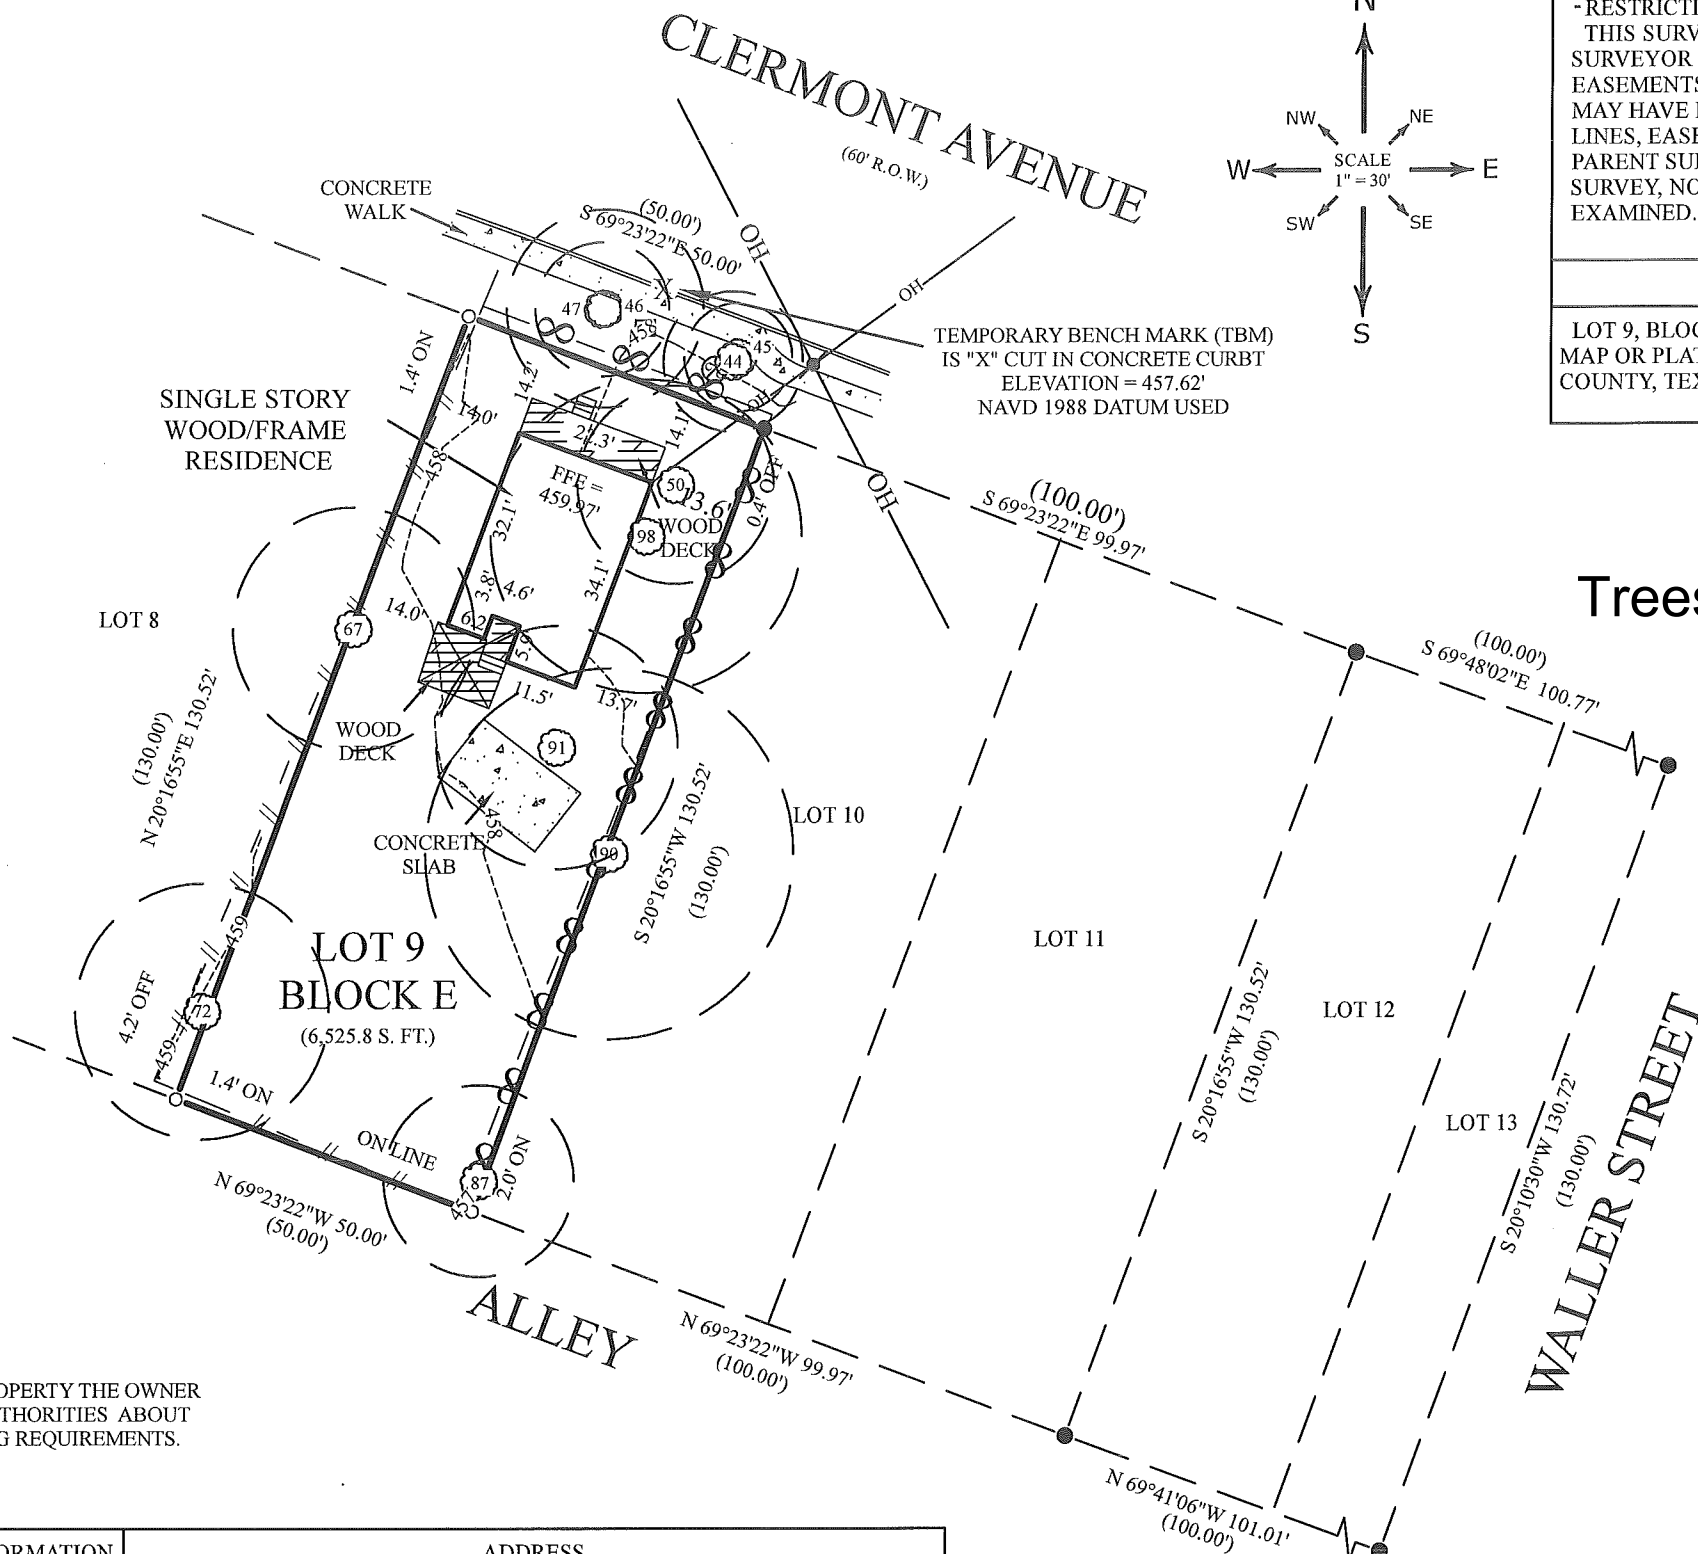 CLERMONT AVENUE
(60' R.O.W.)
N
NW
NE
W
SCALE
1" = 30'
E
SW
SE
S
THIS SURV
SURVEYOR
EASEMENTS
MAY HAVE
LINES, EASE
PARENT SU
SURVEY, NO
EXAMINED.
LOT 9, BLOC
MAP OR PLAT
COUNTY, TEX
CONCRETE
WALK
(50.00')
S 69°23'22"E 50.00'
OH
OH
OH
OH
47
46
458
X
44
45
TEMPORARY BENCH MARK (TBM)
IS "X" CUT IN CONCRETE CURBT
ELEVATION = 457.62'
NAVD 1988 DATUM USED
1.4' ON
SINGLE STORY
WOOD/FRAME
RESIDENCE
14.0'
14.2'
14.1'
458
FFE =
459.97'
50
13.6'
0.4' OFF
98
WOOD
DECK
32.1'
34.1'
3.8'
4.6'
14.0'
6.2'
5.9'
11.5'
13.7'
(100.00')
S 69°23'22"E 99.97'
Trees
(100.00')
S 69°48'02"E 100.77'
LOT 8
67
(130.00')
N 20°16'55"E 130.52'
WOOD
DECK
91
458
CONCRETE
SLAB
90
S 20°16'55"W 130.52'
(130.00')
LOT 10
LOT 11
LOT 12
LOT 13
459
LOT 9
BLOCK E
(6,525.8 S. FT.)
4.2' OFF
72
459
1.4' ON
ON LINE
87
2.0' ON
457
N 69°23'22"W 50.00'
(50.00')
S 20°16'55"W 130.52'
(130.00')
S 20°10'30"W 130.72'
(130.00')
WALLER STREET
ALLEY
N 69°23'22"W 99.97'
(100.00')
N 69°41'06"W 101.01'
(100.00')
OPERTY THE OWNER
THORITIES ABOUT
G REQUIREMENTS.
ORMATION
ADDRESS